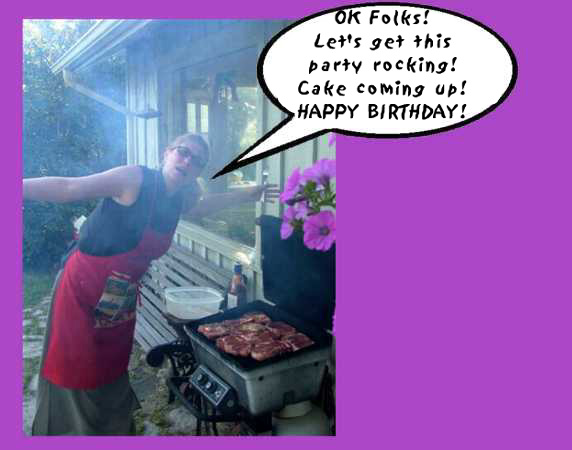 OK Folks!
Let's get this
party rocking!
Cake coming up!
HAPPY BIRTHDAY!